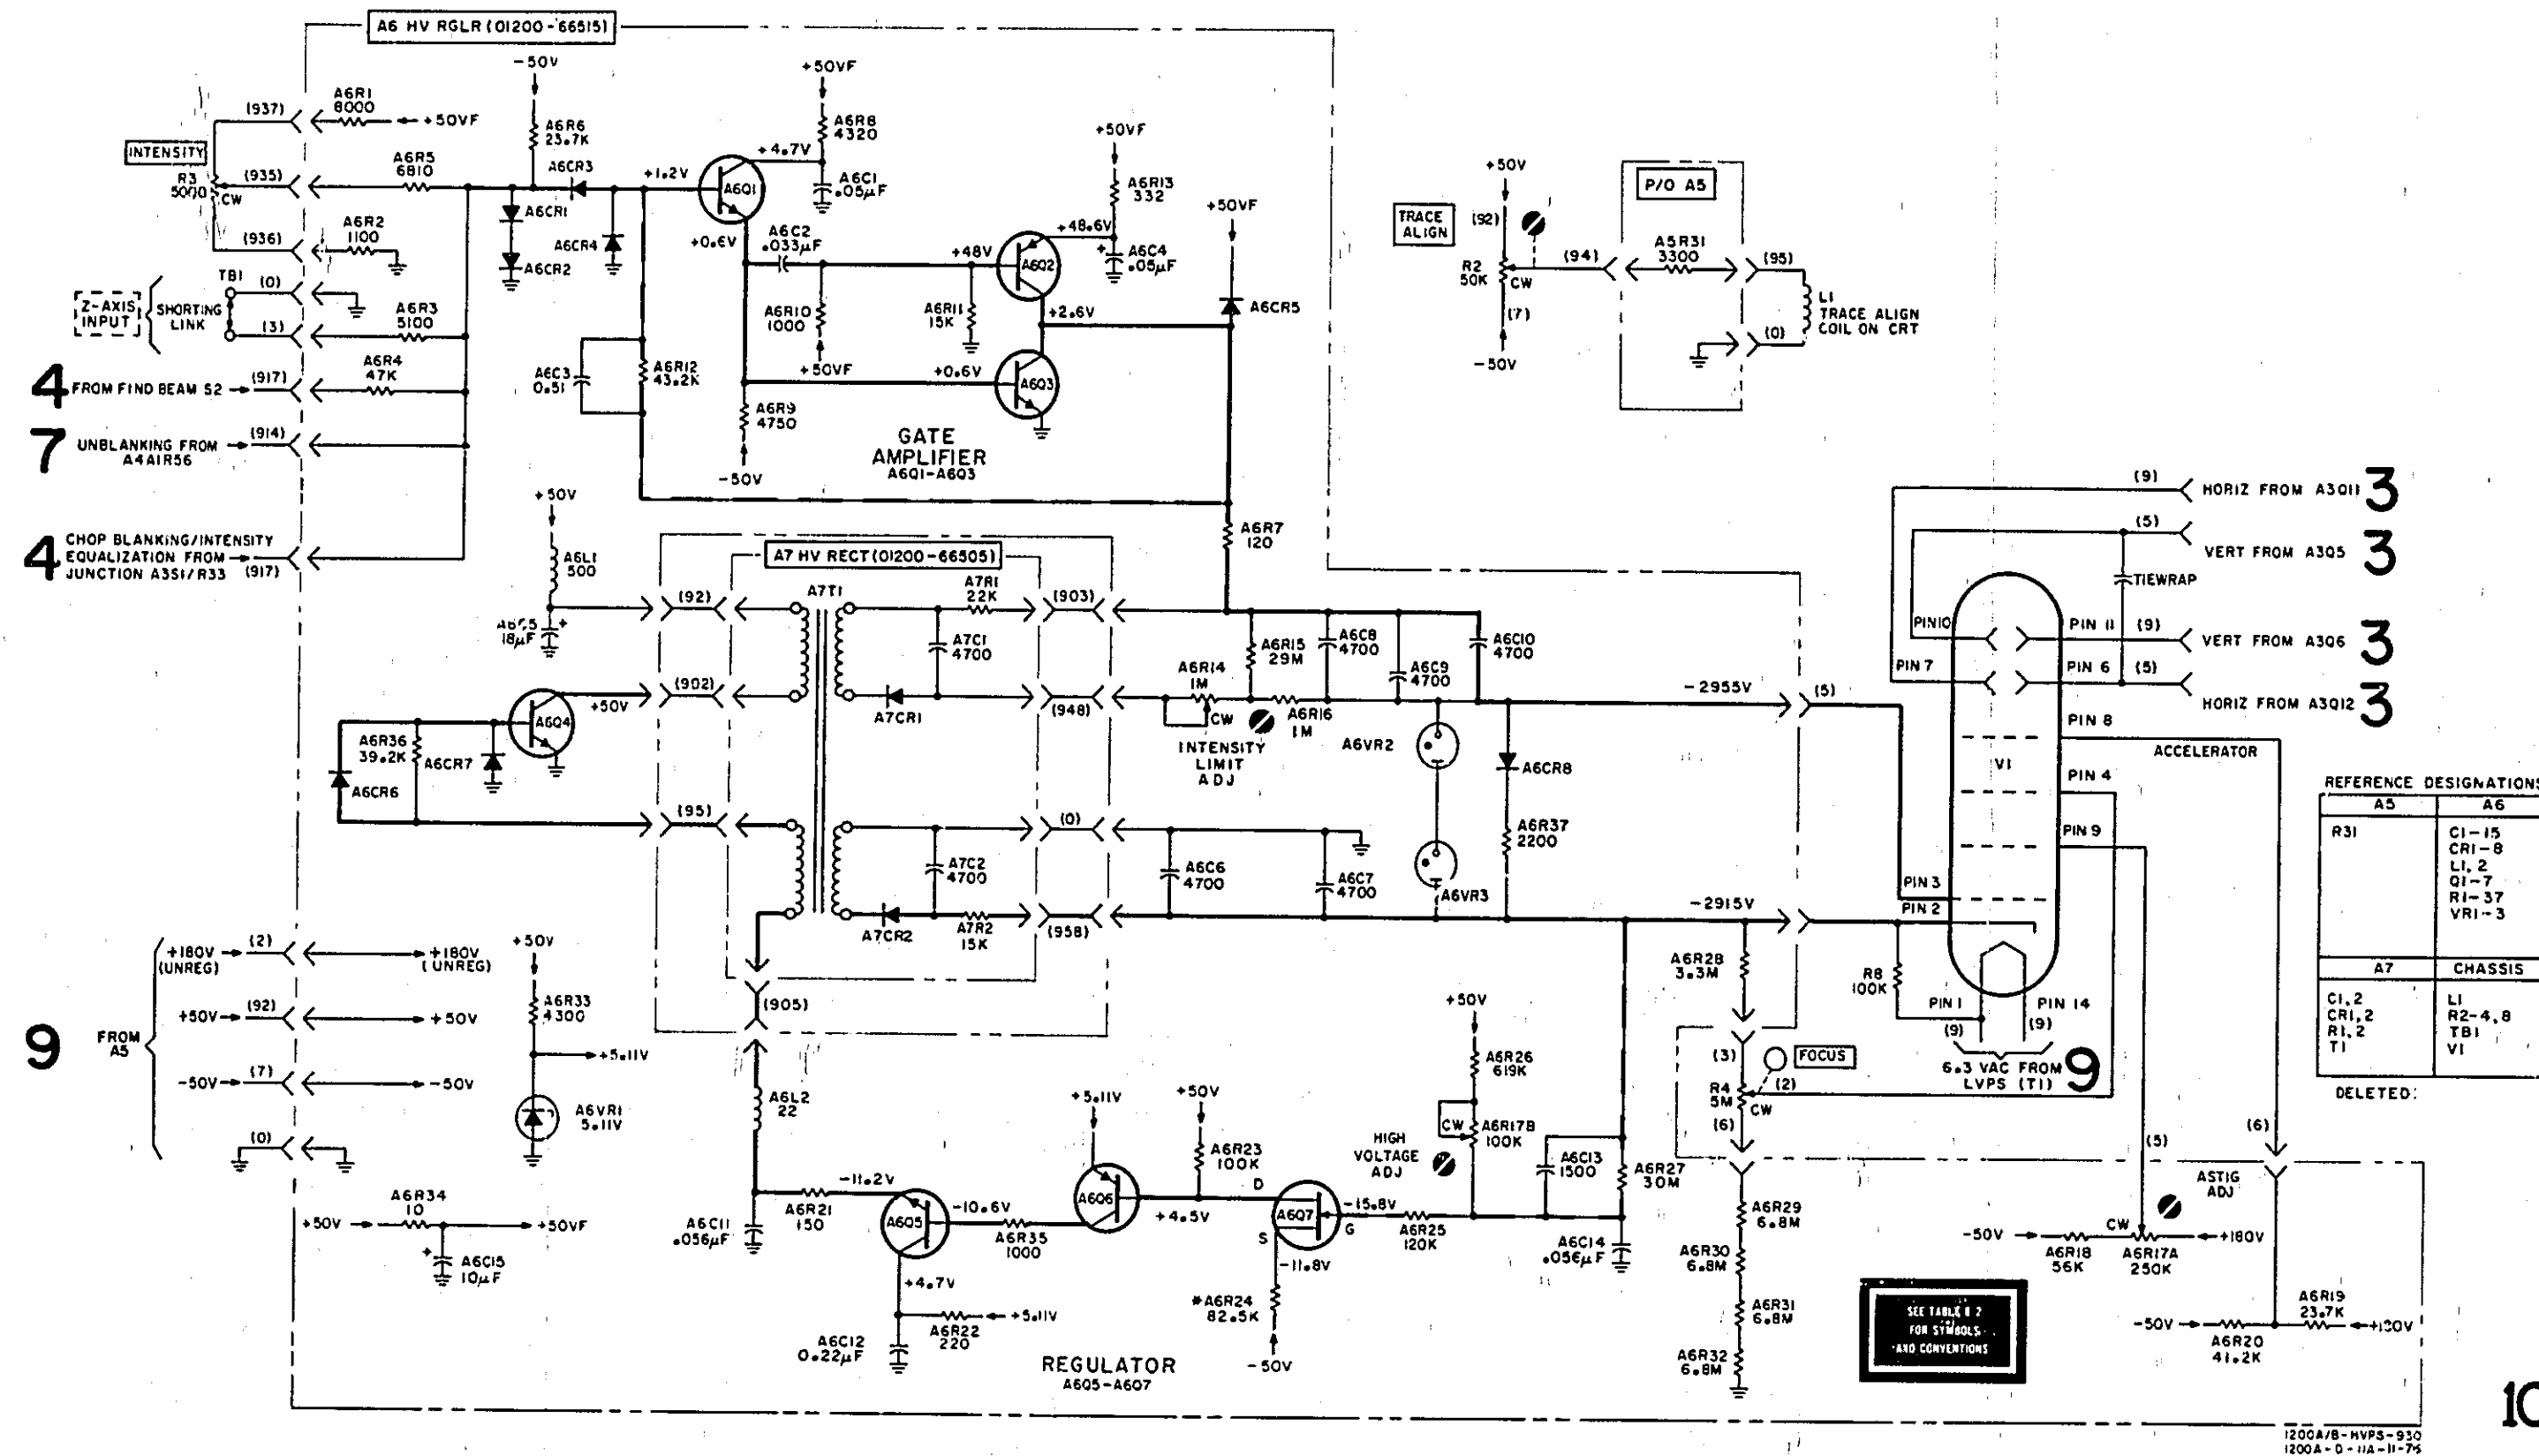 A6 HV RGLR (01200-66515)
-50V
+50VF
(937)
A6R1
8000
+50VF
A6R6
23.7K
A6R8
4320
INTENSITY
R3
5000
CW
(935)
A6R5
6810
A6CR3
+1.2V
A6Q1
+4.7V
A6C1
.05µF
+50VF
A6R13
332
(936)
A6R2
1100
A6CR1
A6CR2
A6CR4
+0.6V
A6C2
.033µF
+48V
A6Q2
+48.6V
A6C4
.05µF
+50VF
A6CR5
Z-AXIS
INPUT
SHORTING
LINK
TB1
(0)
(3)
A6R3
5100
A6R10
1000
+50VF
A6R11
15K
+2.6V
4
FROM FIND BEAM S2
(917)
A6R4
47K
A6C3
0.51
A6R12
43.2K
+0.6V
A6Q3
A6R9
4750
-50V
7
UNBLANKING FROM
A4A1R56
(914)
GATE
AMPLIFIER
A6Q1-A6Q3
4
CHOP BLANKING/INTENSITY
EQUALIZATION FROM
JUNCTION A3S1/R33
(917)
TRACE
ALIGN
+50V
(92)
R2
50K
CW
(7)
-50V
(94)
P/O A5
A5R31
3300
(95)
(0)
L1
TRACE ALIGN
COIL ON CRT
+50V
A6L1
500
A6C5
18µF
A7 HV RECT (01200-66505)
(92)
A7T1
A7R1
22K
(903)
A7C1
4700
A6R7
120
(902)
A7CR1
(948)
A6R14
1M
CW
INTENSITY
LIMIT
ADJ
A6R15
29M
A6R16
1M
A6C8
4700
A6C9
4700
A6C10
4700
-2955V
(5)
A6Q4
+50V
A6R36
39.2K
A6CR7
A6CR6
(95)
A7C2
4700
A7CR2
A7R2
15K
(0)
(958)
A6C6
4700
A6C7
4700
A6VR2
A6VR3
A6CR8
A6R37
2200
-2915V
(905)
(9)
HORIZ FROM A3Q11
3
(5)
VERT FROM A3Q5
3
TIEWRAP
PIN10
PIN 11
(9)
VERT FROM A3Q6
3
PIN 7
PIN 6
(5)
HORIZ FROM A3Q12
3
PIN 8
ACCELERATOR
V1
PIN 4
PIN 9
PIN 3
PIN 2
R8
100K
PIN 1
PIN 14
(9)
(9)
6.3 VAC FROM
LVPS (T1)
9
REFERENCE DESIGNATIONS
A5
A6
R31
C1-15
CR1-8
L1, 2
Q1-7
R1-37
VR1-3
A7
CHASSIS
C1,2
CR1,2
R1,2
T1
L1
R2-4,8
TB1
V1
DELETED:
9
FROM
A5
+180V
(UNREG)
(2)
+180V
(UNREG)
+50V
(92)
+50V
-50V
(7)
-50V
(0)
+50V
A6R33
4300
+5.11V
A6VR1
5.11V
+50V
A6R34
10
+50VF
A6C15
10µF
A6L2
22
A6C11
.056µF
A6R21
150
-11.2V
A6Q5
+4.7V
A6C12
0.22µF
A6R22
220
+5.11V
-10.6V
A6R35
1000
+5.11V
A6Q6
+4.5V
+50V
A6R23
100K
D
A6Q7
S
G
-11.8V
*A6R24
82.5K
-50V
-15.8V
A6R25
120K
REGULATOR
A6Q5-A6Q7
+50V
A6R26
619K
CW
A6R17B
100K
HIGH
VOLTAGE
ADJ
A6C13
1500
A6R27
30M
A6C14
.056µF
A6R28
3.3M
(3)
FOCUS
(2)
R4
5M
CW
(6)
A6R29
6.8M
A6R30
6.8M
A6R31
6.8M
A6R32
6.8M
(5)
(6)
ASTIG
ADJ
-50V
A6R18
56K
CW
A6R17A
250K
+180V
-50V
A6R20
41.2K
A6R19
23.7K
SEE TABLE
FOR SYMBOLS
AND CONVENTIONS
1200A/B-HVPS-930
1200A-D-11A-11-75